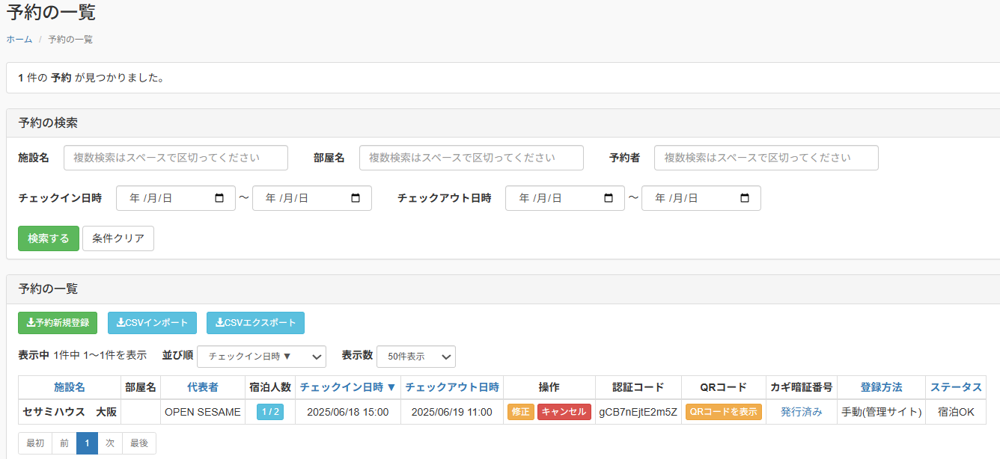 予約の一覧
ホーム / 予約の一覧
1 件の 予約 が見つかりました。
予約の検索
施設名 複数検索はスペースで区切ってください 部屋名 複数検索はスペースで区切ってください 予約者 複数検索はスペースで区切ってください
チェックイン日時 年 /月/日 ～ 年 /月/日 チェックアウト日時 年 /月/日 ～ 年 /月/日
検索する 条件クリア
予約の一覧
予約新規登録 CSVインポート CSVエクスポート
表示中 1件中 1～1件を表示 並び順 チェックイン日時 ▼ 表示数 50件表示
施設名 部屋名 代表者 宿泊人数 チェックイン日時 ▼ チェックアウト日時 操作 認証コード QRコード カギ暗証番号 登録方法 ステータス
セサミハウス　大阪 OPEN SESAME 1 / 2 2025/06/18 15:00 2025/06/19 11:00 修正 キャンセル gCB7nEjtE2m5Z QRコードを表示 発行済み 手動(管理サイト) 宿泊OK
最初 前 1 次 最後